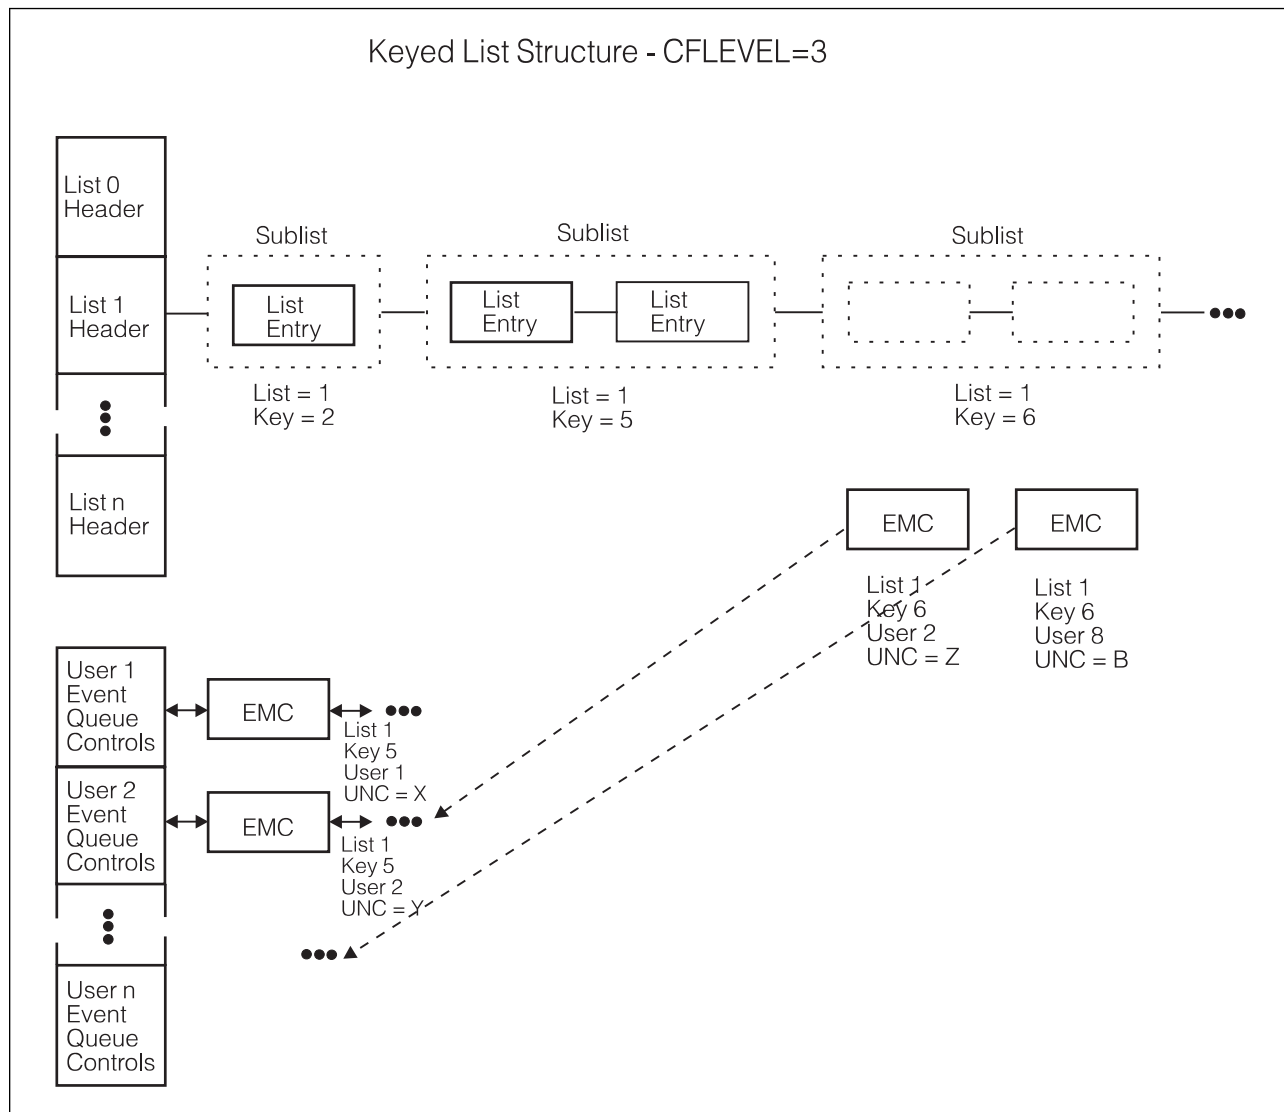 Keyed List Structure - CFLEVEL=3
List 0
Header
Sublist
Sublist
Sublist
List 1
Header
List
Entry
List
Entry
List
Entry
List = 1
Key = 2
List = 1
Key = 5
List = 1
Key = 6
List n
Header
EMC
EMC
List 1
Key 6
User 2
UNC = Z
List 1
Key 6
User 8
UNC = B
User 1
Event
Queue
Controls
EMC
List 1
Key 5
User 1
UNC = X
User 2
Event
Queue
Controls
EMC
List 1
Key 5
User 2
UNC = Y
User n
Event
Queue
Controls